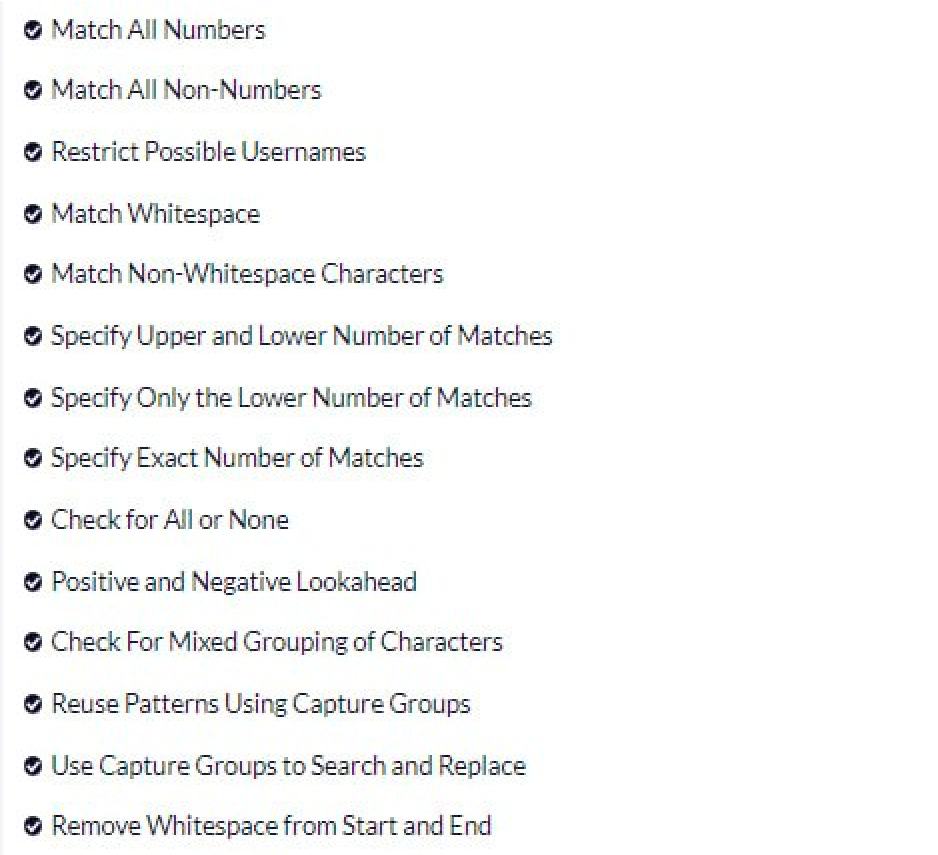 Match All Numbers
Match All Non-Numbers
Restrict Possible Usernames
Match Whitespace
Match Non-Whitespace Characters
Specify Upper and Lower Number of Matches
Specify Only the Lower Number of Matches
Specify Exact Number of Matches
Check for All or None
Positive and Negative Lookahead
Check For Mixed Grouping of Characters
Reuse Patterns Using Capture Groups
Use Capture Groups to Search and Replace
Remove Whitespace from Start and End